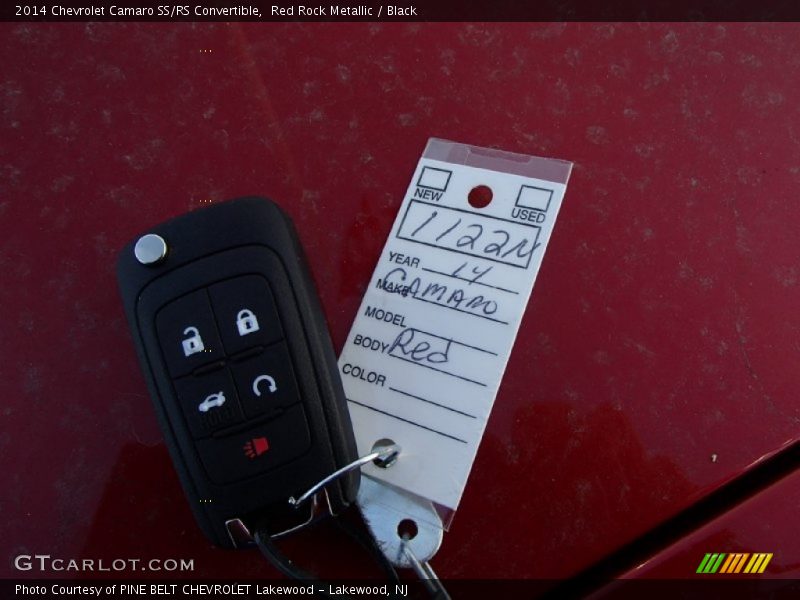 2014 Chevrolet Camaro SS/RS Convertible,  Red Rock Metallic / Black
NEW
USED
1122N
YEAR 14
MAKE CAMARO
MODEL
BODY Red
COLOR
GTCARLOT.COM
Photo Courtesy of PINE BELT CHEVROLET Lakewood - Lakewood, NJ